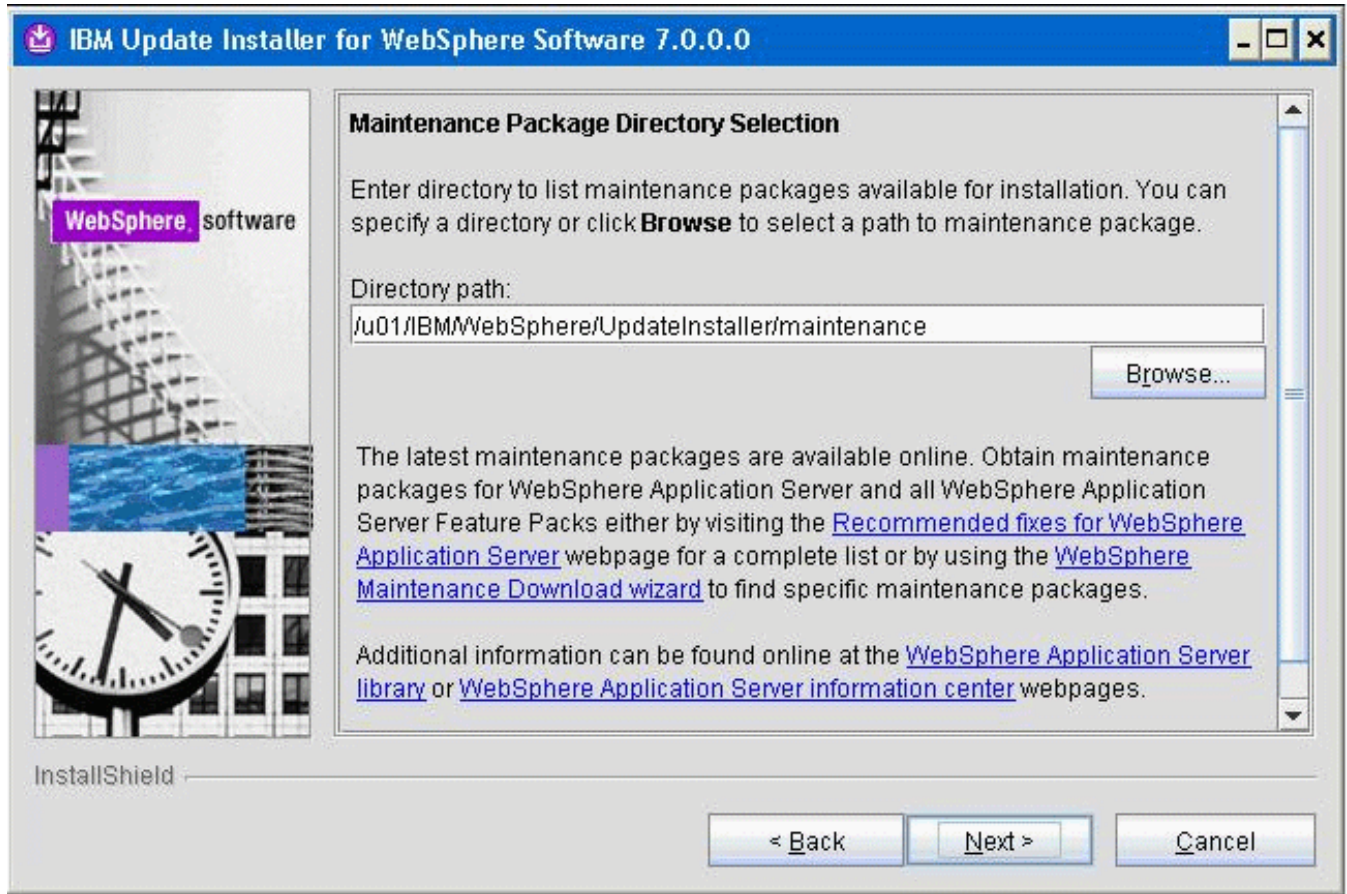 IBM Update Installer for WebSphere Software 7.0.0.0
WebSphere. software
Maintenance Package Directory Selection
Enter directory to list maintenance packages available for installation. You can
specify a directory or click Browse to select a path to maintenance package.
Directory path:
/u01/IBM/WebSphere/UpdateInstaller/maintenance
Browse...
The latest maintenance packages are available online. Obtain maintenance
packages for WebSphere Application Server and all WebSphere Application
Server Feature Packs either by visiting the Recommended fixes for WebSphere
Application Server webpage for a complete list or by using the WebSphere
Maintenance Download wizard to find specific maintenance packages.
Additional information can be found online at the WebSphere Application Server
library or WebSphere Application Server information center webpages.
InstallShield
< Back
Next >
Cancel